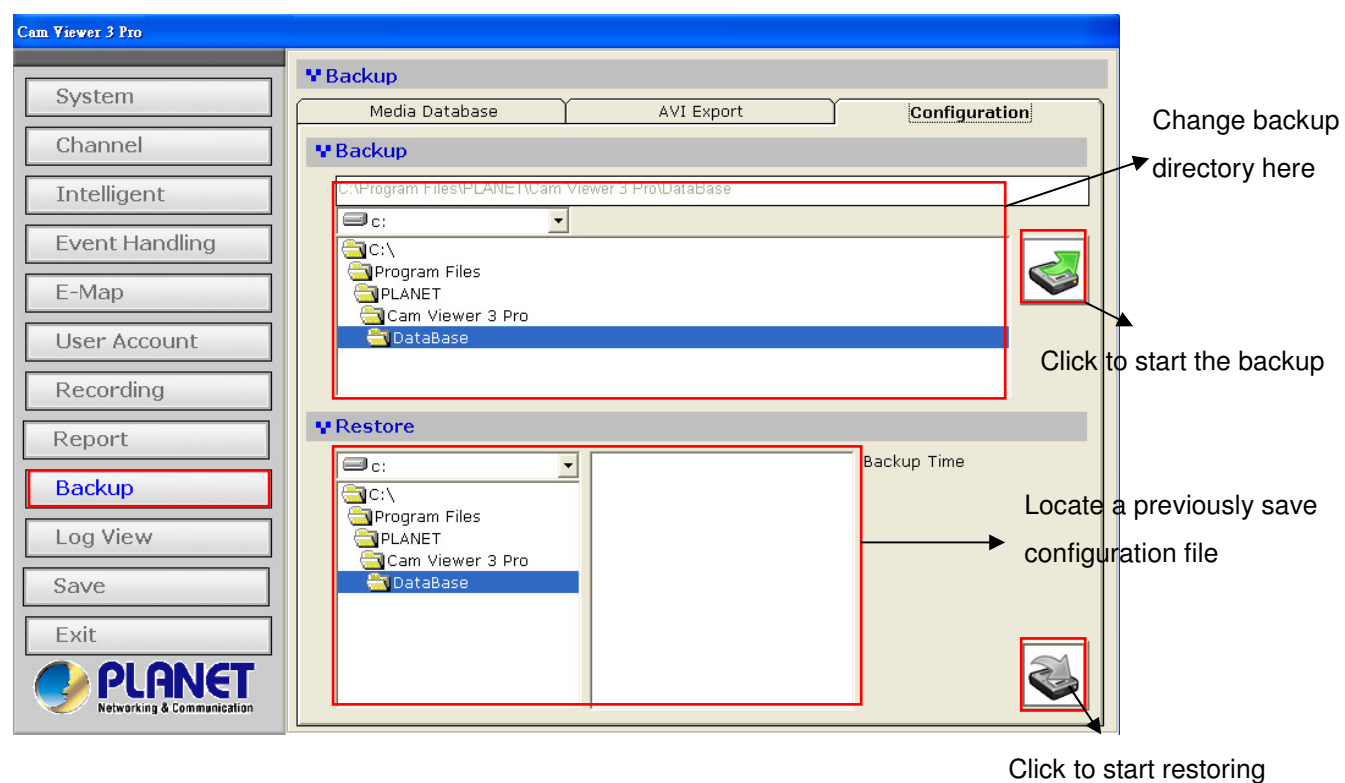 Cam Viewer 3 Pro
System
Channel
Intelligent
Event Handling
E-Map
User Account
Recording
Report
Backup
Log View
Save
Exit
PLANET
Networking & Communication
Backup
Media Database
AVI Export
Configuration
Backup
C:\Program Files\PLANET\Cam Viewer 3 Pro\DataBase
c:
C:\
Program Files
PLANET
Cam Viewer 3 Pro
DataBase
Restore
c:
C:\
Program Files
PLANET
Cam Viewer 3 Pro
DataBase
Backup Time
Change backup
directory here
Click to start the backup
Locate a previously save
configuration file
Click to start restoring